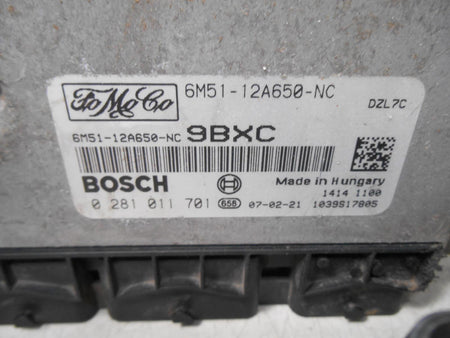 FoMoCo 6M51-12A650-NC DZL7C
6M51-12A650-NC 9BXC
BOSCH Made in Hungary
1414 1100
0 281 011 701 658 07-02-21 1039S17805